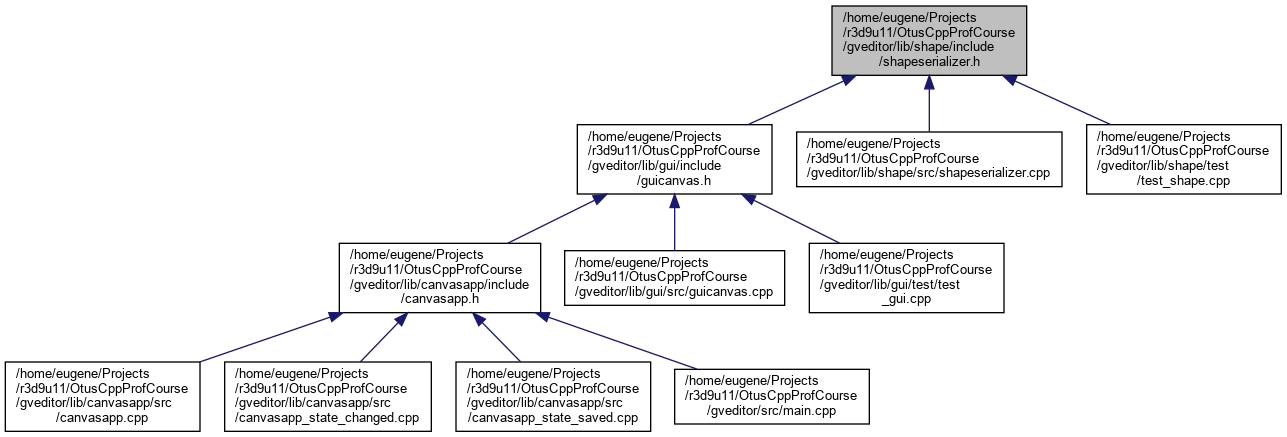 /home/eugene/Projects
/r3d9u11/OtusCppProfCourse
/gveditor/lib/shape/include
/shapeserializer.h
/home/eugene/Projects
/r3d9u11/OtusCppProfCourse
/gveditor/lib/gui/include
/guicanvas.h
/home/eugene/Projects
/r3d9u11/OtusCppProfCourse
/gveditor/lib/shape/src/shapeserializer.cpp
/home/eugene/Projects
/r3d9u11/OtusCppProfCourse
/gveditor/lib/shape/test
/test_shape.cpp
/home/eugene/Projects
/r3d9u11/OtusCppProfCourse
/gveditor/lib/canvasapp/include
/canvasapp.h
/home/eugene/Projects
/r3d9u11/OtusCppProfCourse
/gveditor/lib/gui/src/guicanvas.cpp
/home/eugene/Projects
/r3d9u11/OtusCppProfCourse
/gveditor/lib/gui/test/test
_gui.cpp
/home/eugene/Projects
/r3d9u11/OtusCppProfCourse
/gveditor/lib/canvasapp/src
/canvasapp.cpp
/home/eugene/Projects
/r3d9u11/OtusCppProfCourse
/gveditor/lib/canvasapp/src
/canvasapp_state_changed.cpp
/home/eugene/Projects
/r3d9u11/OtusCppProfCourse
/gveditor/lib/canvasapp/src
/canvasapp_state_saved.cpp
/home/eugene/Projects
/r3d9u11/OtusCppProfCourse
/gveditor/src/main.cpp